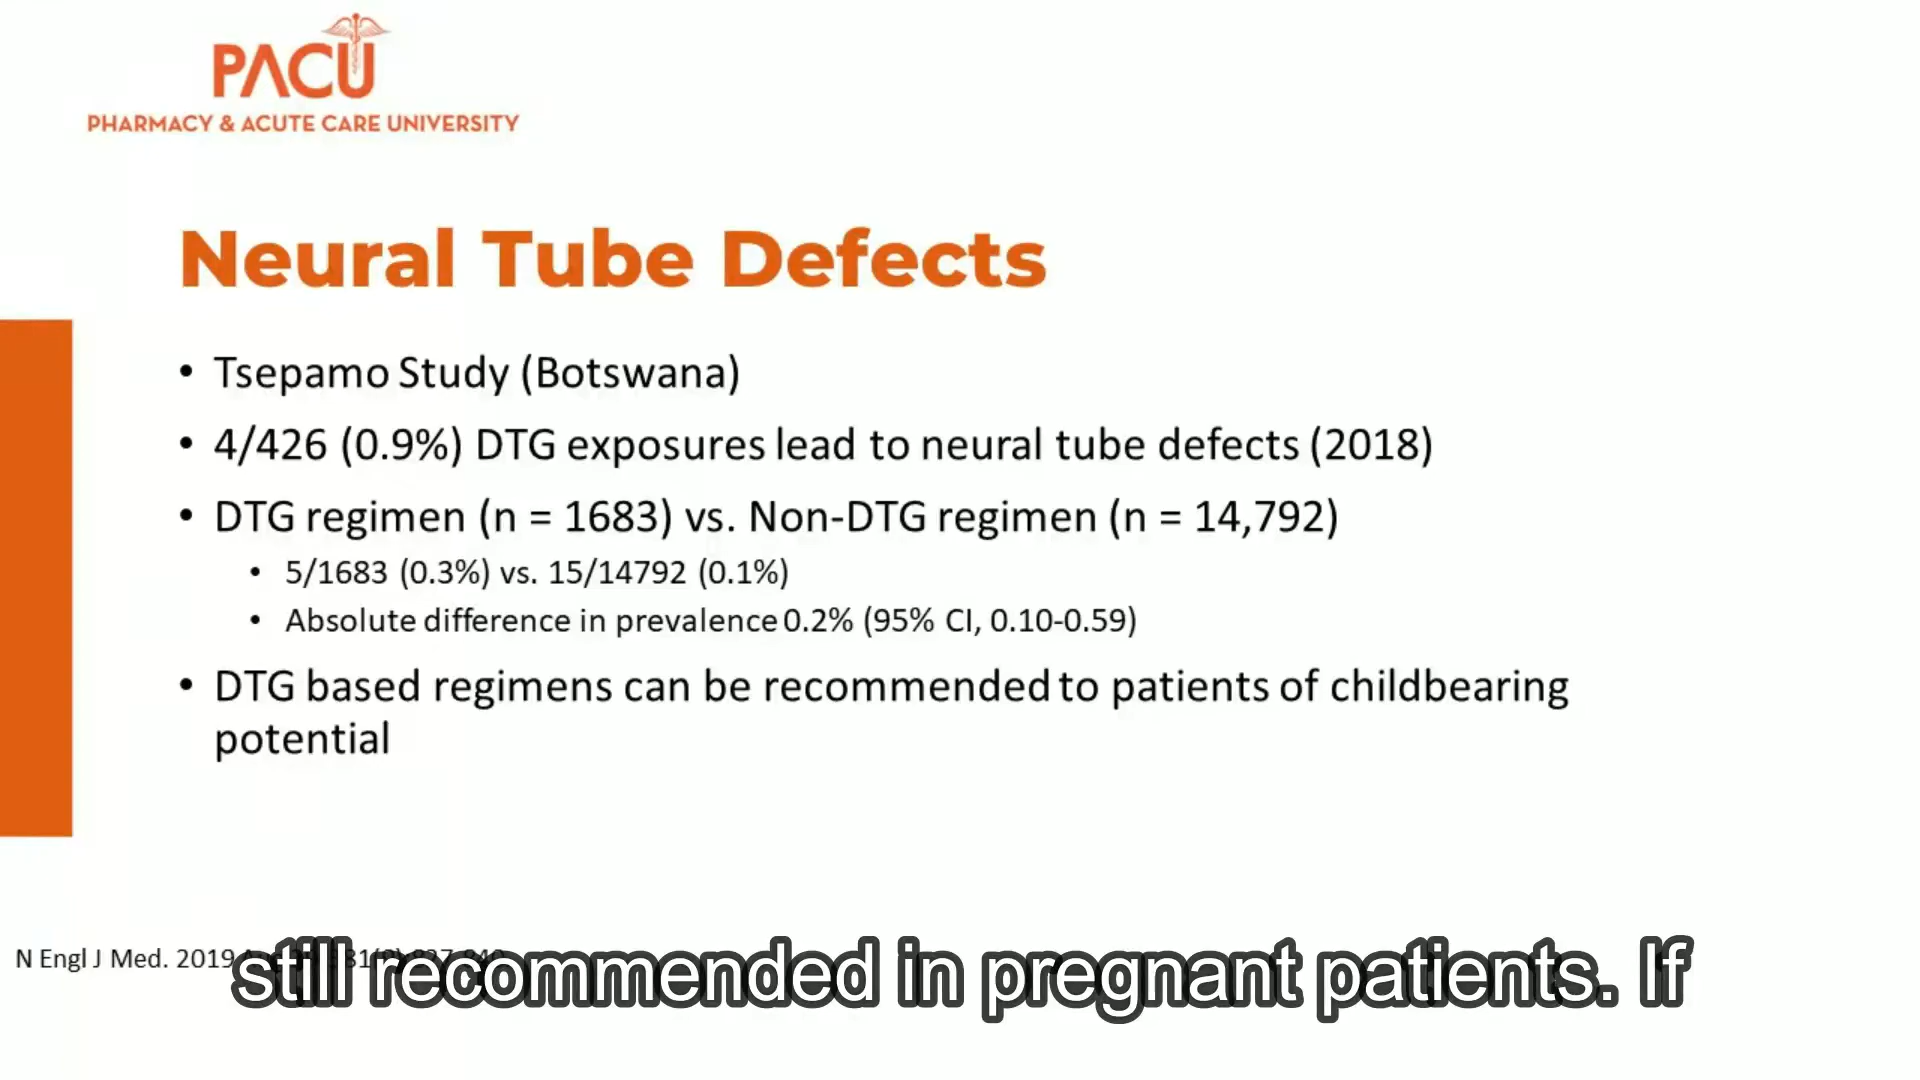 PACU
PHARMACY & ACUTE CARE UNIVERSITY
Neural Tube Defects
• Tsepamo Study (Botswana)
• 4/426 (0.9%) DTG exposures lead to neural tube defects (2018)
• DTG regimen (n = 1683) vs. Non-DTG regimen (n = 14,792)
• 5/1683 (0.3%) vs. 15/14792 (0.1%)
• Absolute difference in prevalence 0.2% (95% CI, 0.10-0.59)
• DTG based regimens can be recommended to patients of childbearing
potential
N Engl J Med. 2019
still recommended in pregnant patients. If